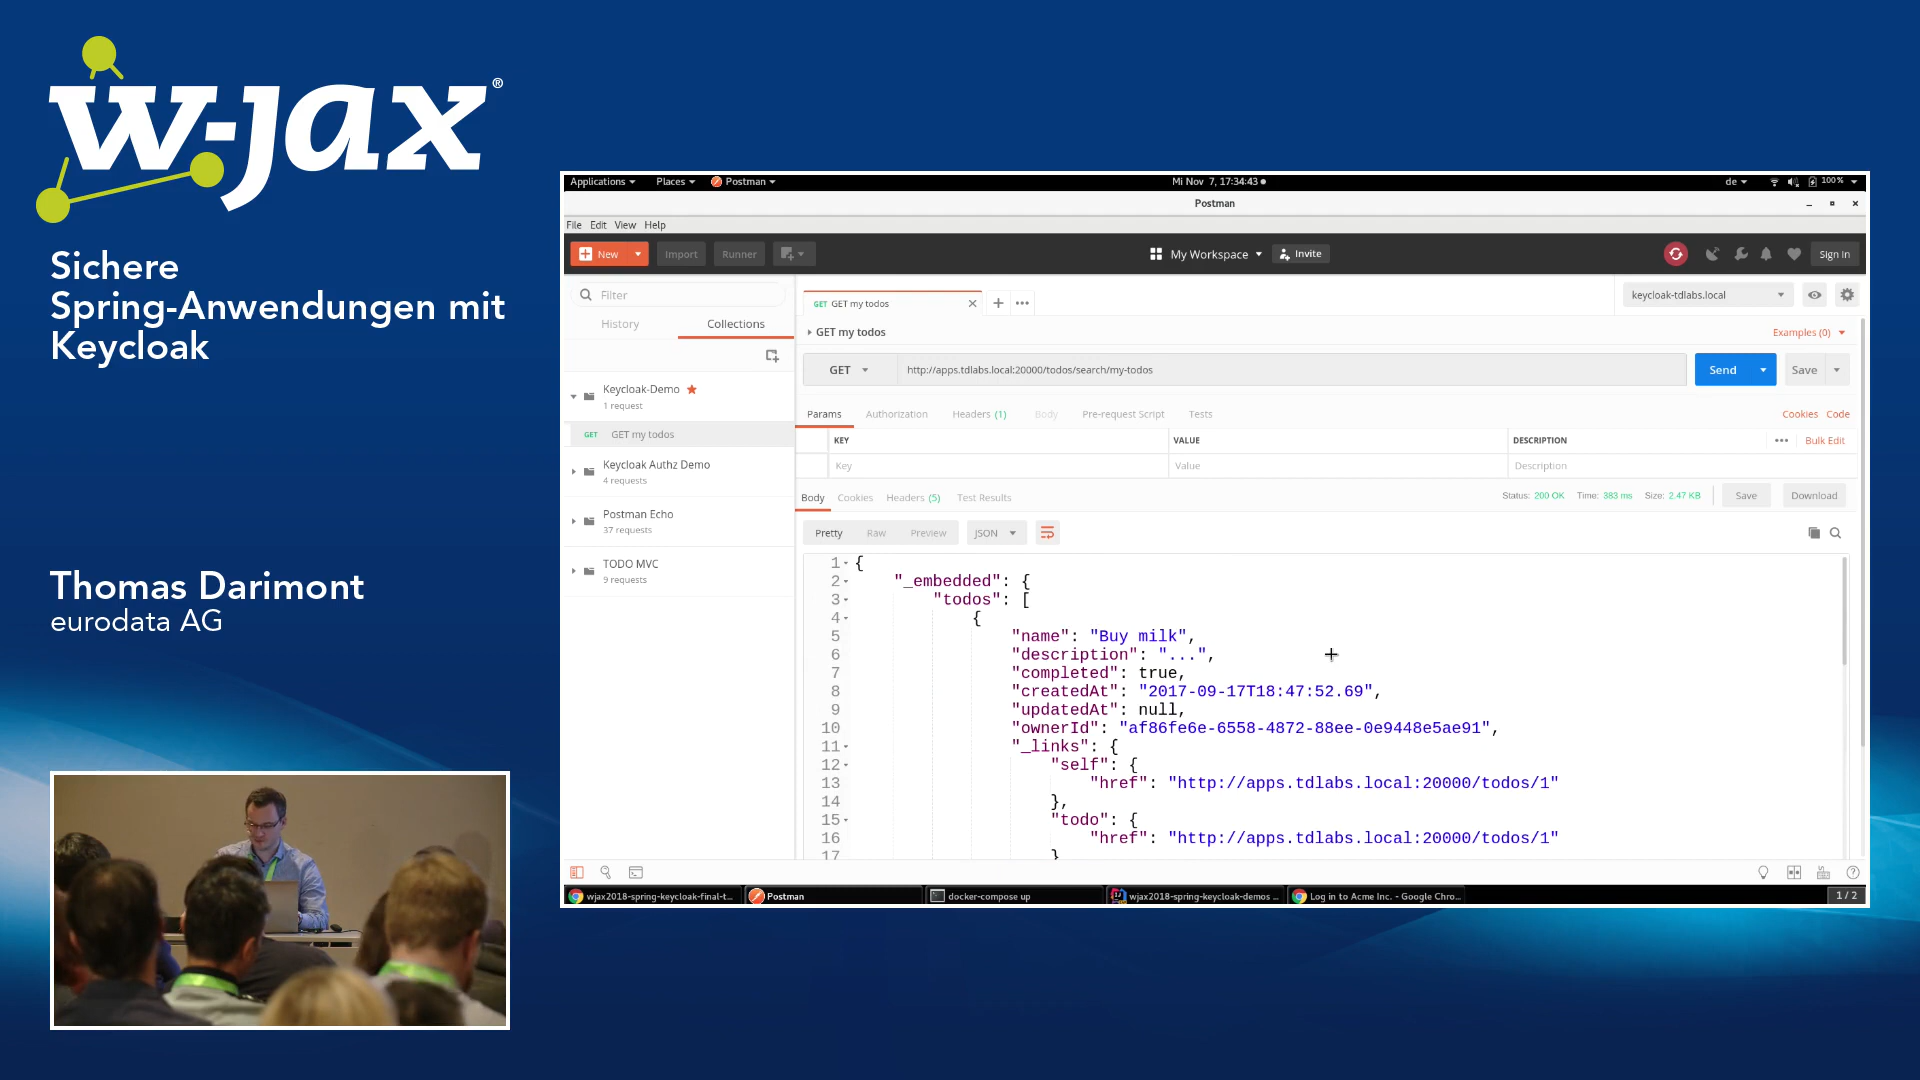 w-jax®
Sichere
Spring-Anwendungen mit
Keycloak
Thomas Darimont
eurodata AG
Applications Places Postman Mi Nov 7, 17:34:43 de 100%
Postman
File Edit View Help
New Import Runner My Workspace Invite Sign In
Filter
History Collections
Keycloak-Demo
1 request
GET GET my todos
Keycloak Authz Demo
4 requests
Postman Echo
37 requests
TODO MVC
9 requests
GET GET my todos keycloak-tdlabs.local
GET my todos Examples (0)
GET http://apps.tdlabs.local:20000/todos/search/my-todos Send Save
Params Authorization Headers (1) Body Pre-request Script Tests Cookies Code
KEY VALUE DESCRIPTION Bulk Edit
Key Value Description
Body Cookies Headers (5) Test Results Status: 200 OK Time: 383 ms Size: 2.47 KB Save Download
Pretty Raw Preview JSON
1 {
2 "_embedded": {
3 "todos": [
4 {
5 "name": "Buy milk",
6 "description": "...",
7 "completed": true,
8 "createdAt": "2017-09-17T18:47:52.69",
9 "updatedAt": null,
10 "ownerId": "af86fe6e-6558-4872-88ee-0e9448e5ae91",
11 "_links": {
12 "self": {
13 "href": "http://apps.tdlabs.local:20000/todos/1"
14 },
15 "todo": {
16 "href": "http://apps.tdlabs.local:20000/todos/1"
17 }
wjax2018-spring-keycloak-final-t... Postman docker-compose up wjax2018-spring-keycloak-demos ... Log in to Acme Inc. - Google Chro... 1 / 2